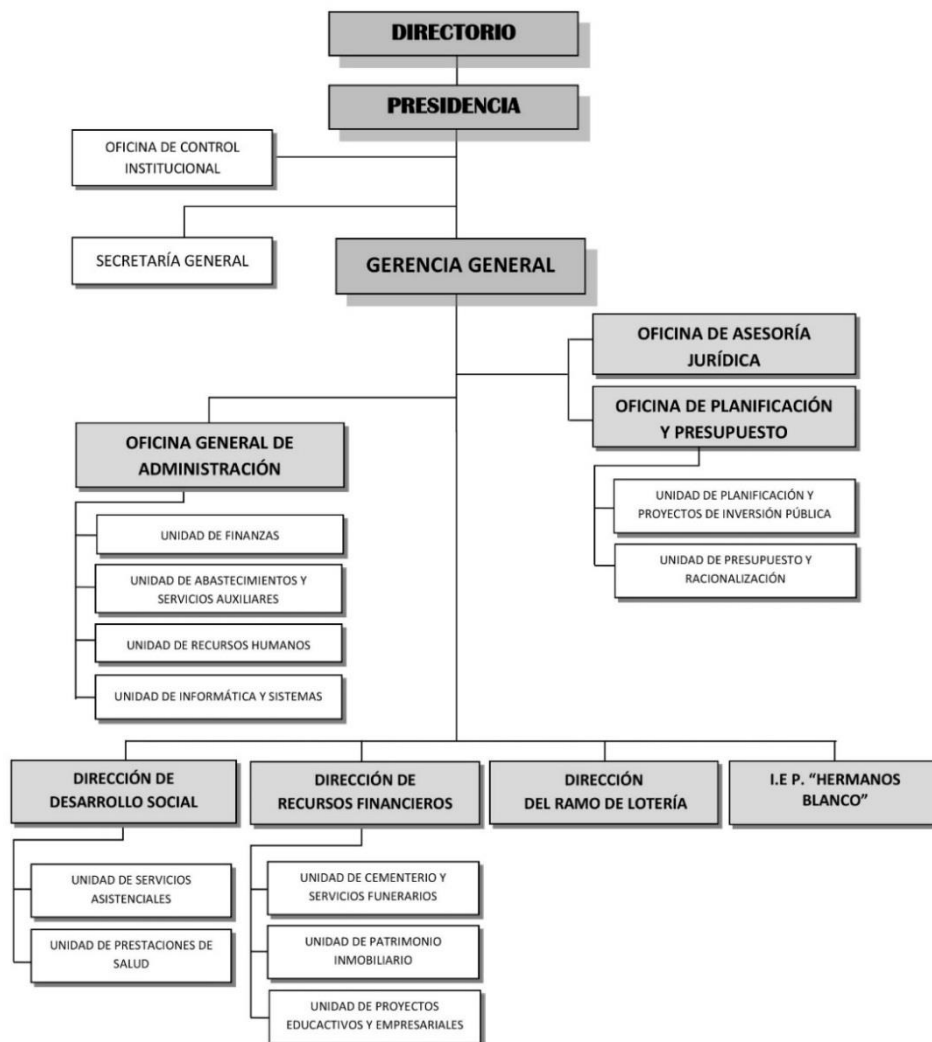 DIRECTORIO
PRESIDENCIA
OFICINA DE CONTROL
INSTITUCIONAL
SECRETARÍA GENERAL
GERENCIA GENERAL
OFICINA DE ASESORÍA
JURÍDICA
OFICINA DE PLANIFICACIÓN
Y PRESUPUESTO
UNIDAD DE PLANIFICACIÓN Y
PROYECTOS DE INVERSIÓN PÚBLICA
UNIDAD DE PRESUPUESTO Y
RACIONALIZACIÓN
OFICINA GENERAL DE
ADMINISTRACIÓN
UNIDAD DE FINANZAS
UNIDAD DE ABASTECIMIENTOS Y
SERVICIOS AUXILIARES
UNIDAD DE RECURSOS HUMANOS
UNIDAD DE INFORMÁTICA Y SISTEMAS
DIRECCIÓN DE
DESARROLLO SOCIAL
UNIDAD DE SERVICIOS
ASISTENCIALES
UNIDAD DE PRESTACIONES DE
SALUD
DIRECCIÓN DE
RECURSOS FINANCIEROS
UNIDAD DE CEMENTERIO Y
SERVICIOS FUNERARIOS
UNIDAD DE PATRIMONIO
INMOBILIARIO
UNIDAD DE PROYECTOS
EDUCACTIVOS Y EMPRESARIALES
DIRECCIÓN
DEL RAMO DE LOTERÍA
I.E P. “HERMANOS
BLANCO”